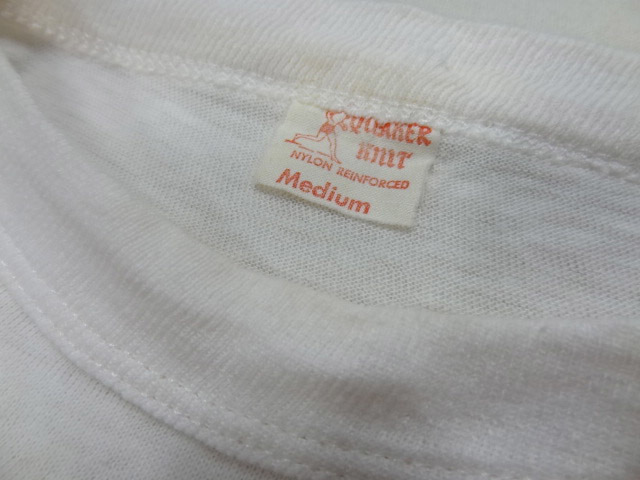 QUAKER
KNIT
NYLON REINFORCED
Medium